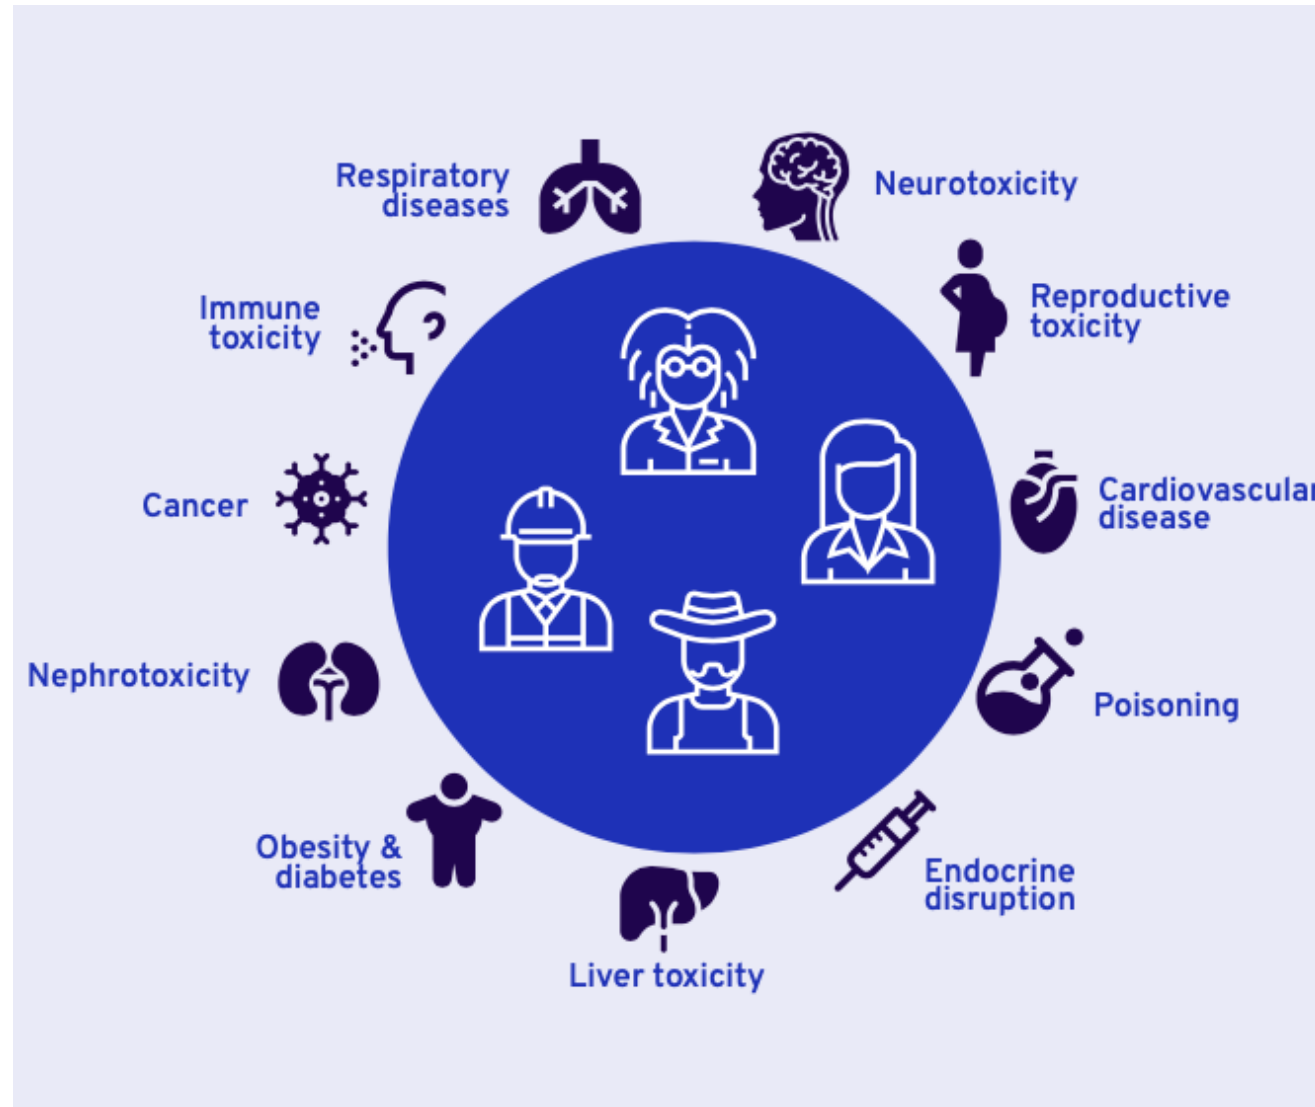 Respiratory
diseases
Neurotoxicity
Immune
toxicity
Reproductive
toxicity
Cancer
Cardiovascular
disease
Nephrotoxicity
Poisoning
Obesity &
diabetes
Endocrine
disruption
Liver toxicity